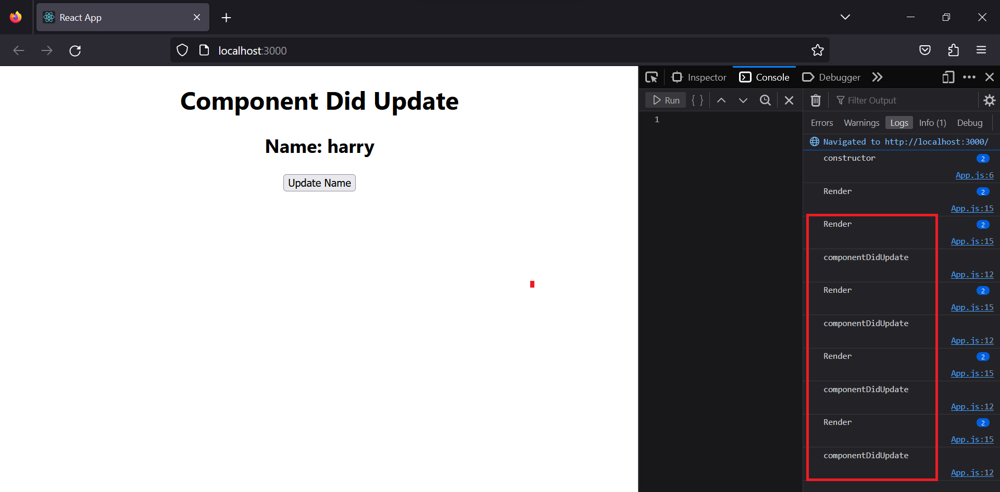 React App
localhost:3000
Component Did Update
Name: harry
Update Name
Inspector Console Debugger
Run { } Filter Output
1
Errors Warnings Logs Info (1) Debug
Navigated to http://localhost:3000/
constructor 2
App.js:6
Render 2
App.js:15
Render 2
App.js:15
componentDidUpdate
App.js:12
Render 2
App.js:15
componentDidUpdate
App.js:12
Render 2
App.js:15
componentDidUpdate
App.js:12
Render 2
App.js:15
componentDidUpdate
App.js:12